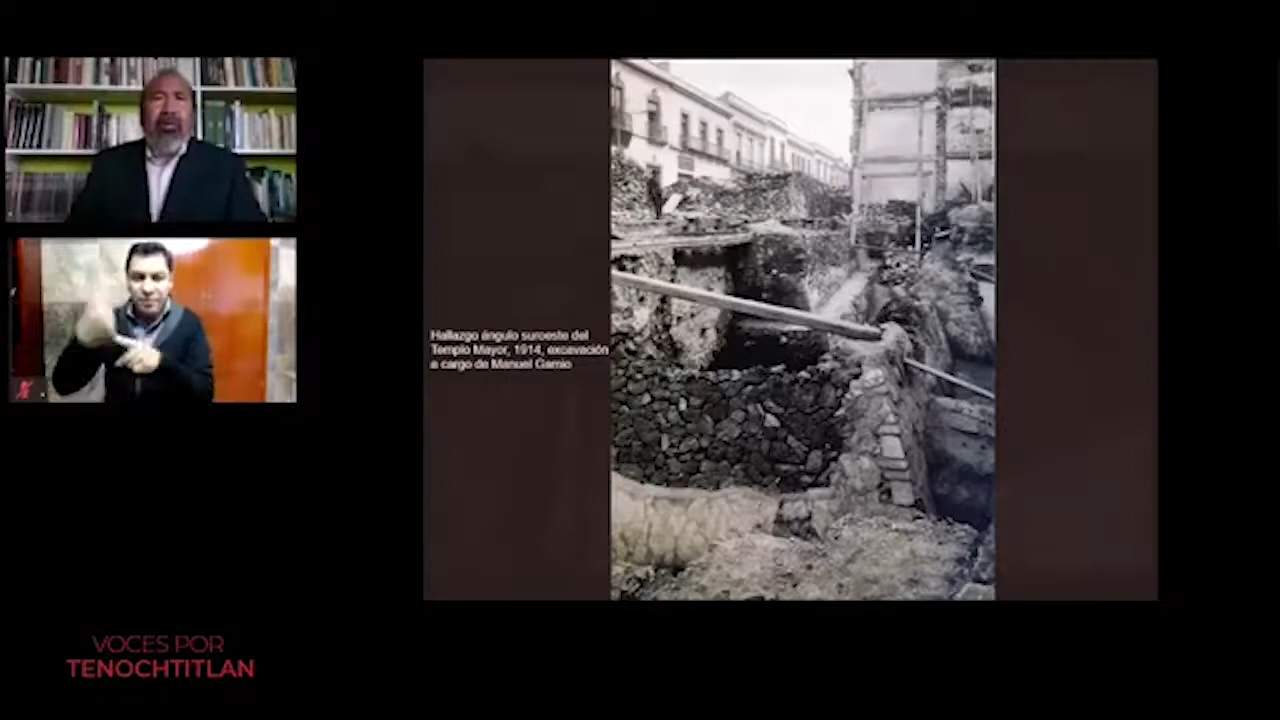 Hallazgo ángulo suroeste del
Templo Mayor, 1914, excavación
a cargo de Manuel Gamio
VOCES POR
TENOCHTITLAN